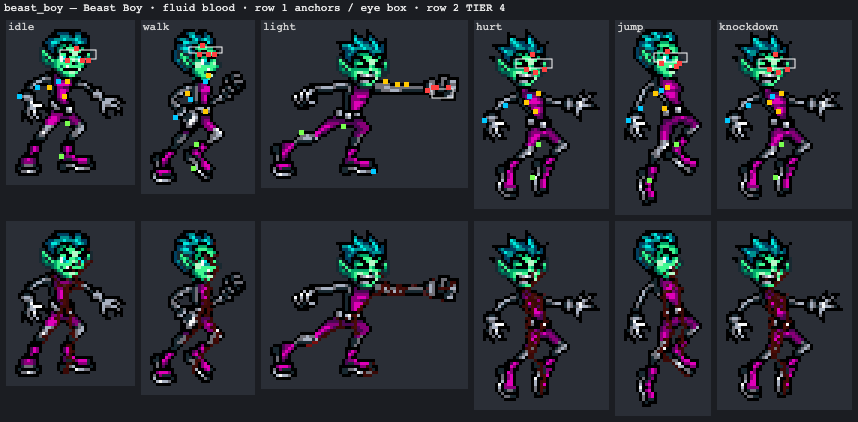 beast_boy — Beast Boy · fluid blood · row 1 anchors / eye box · row 2 TIER 4
idle walk light hurt jump knockdown